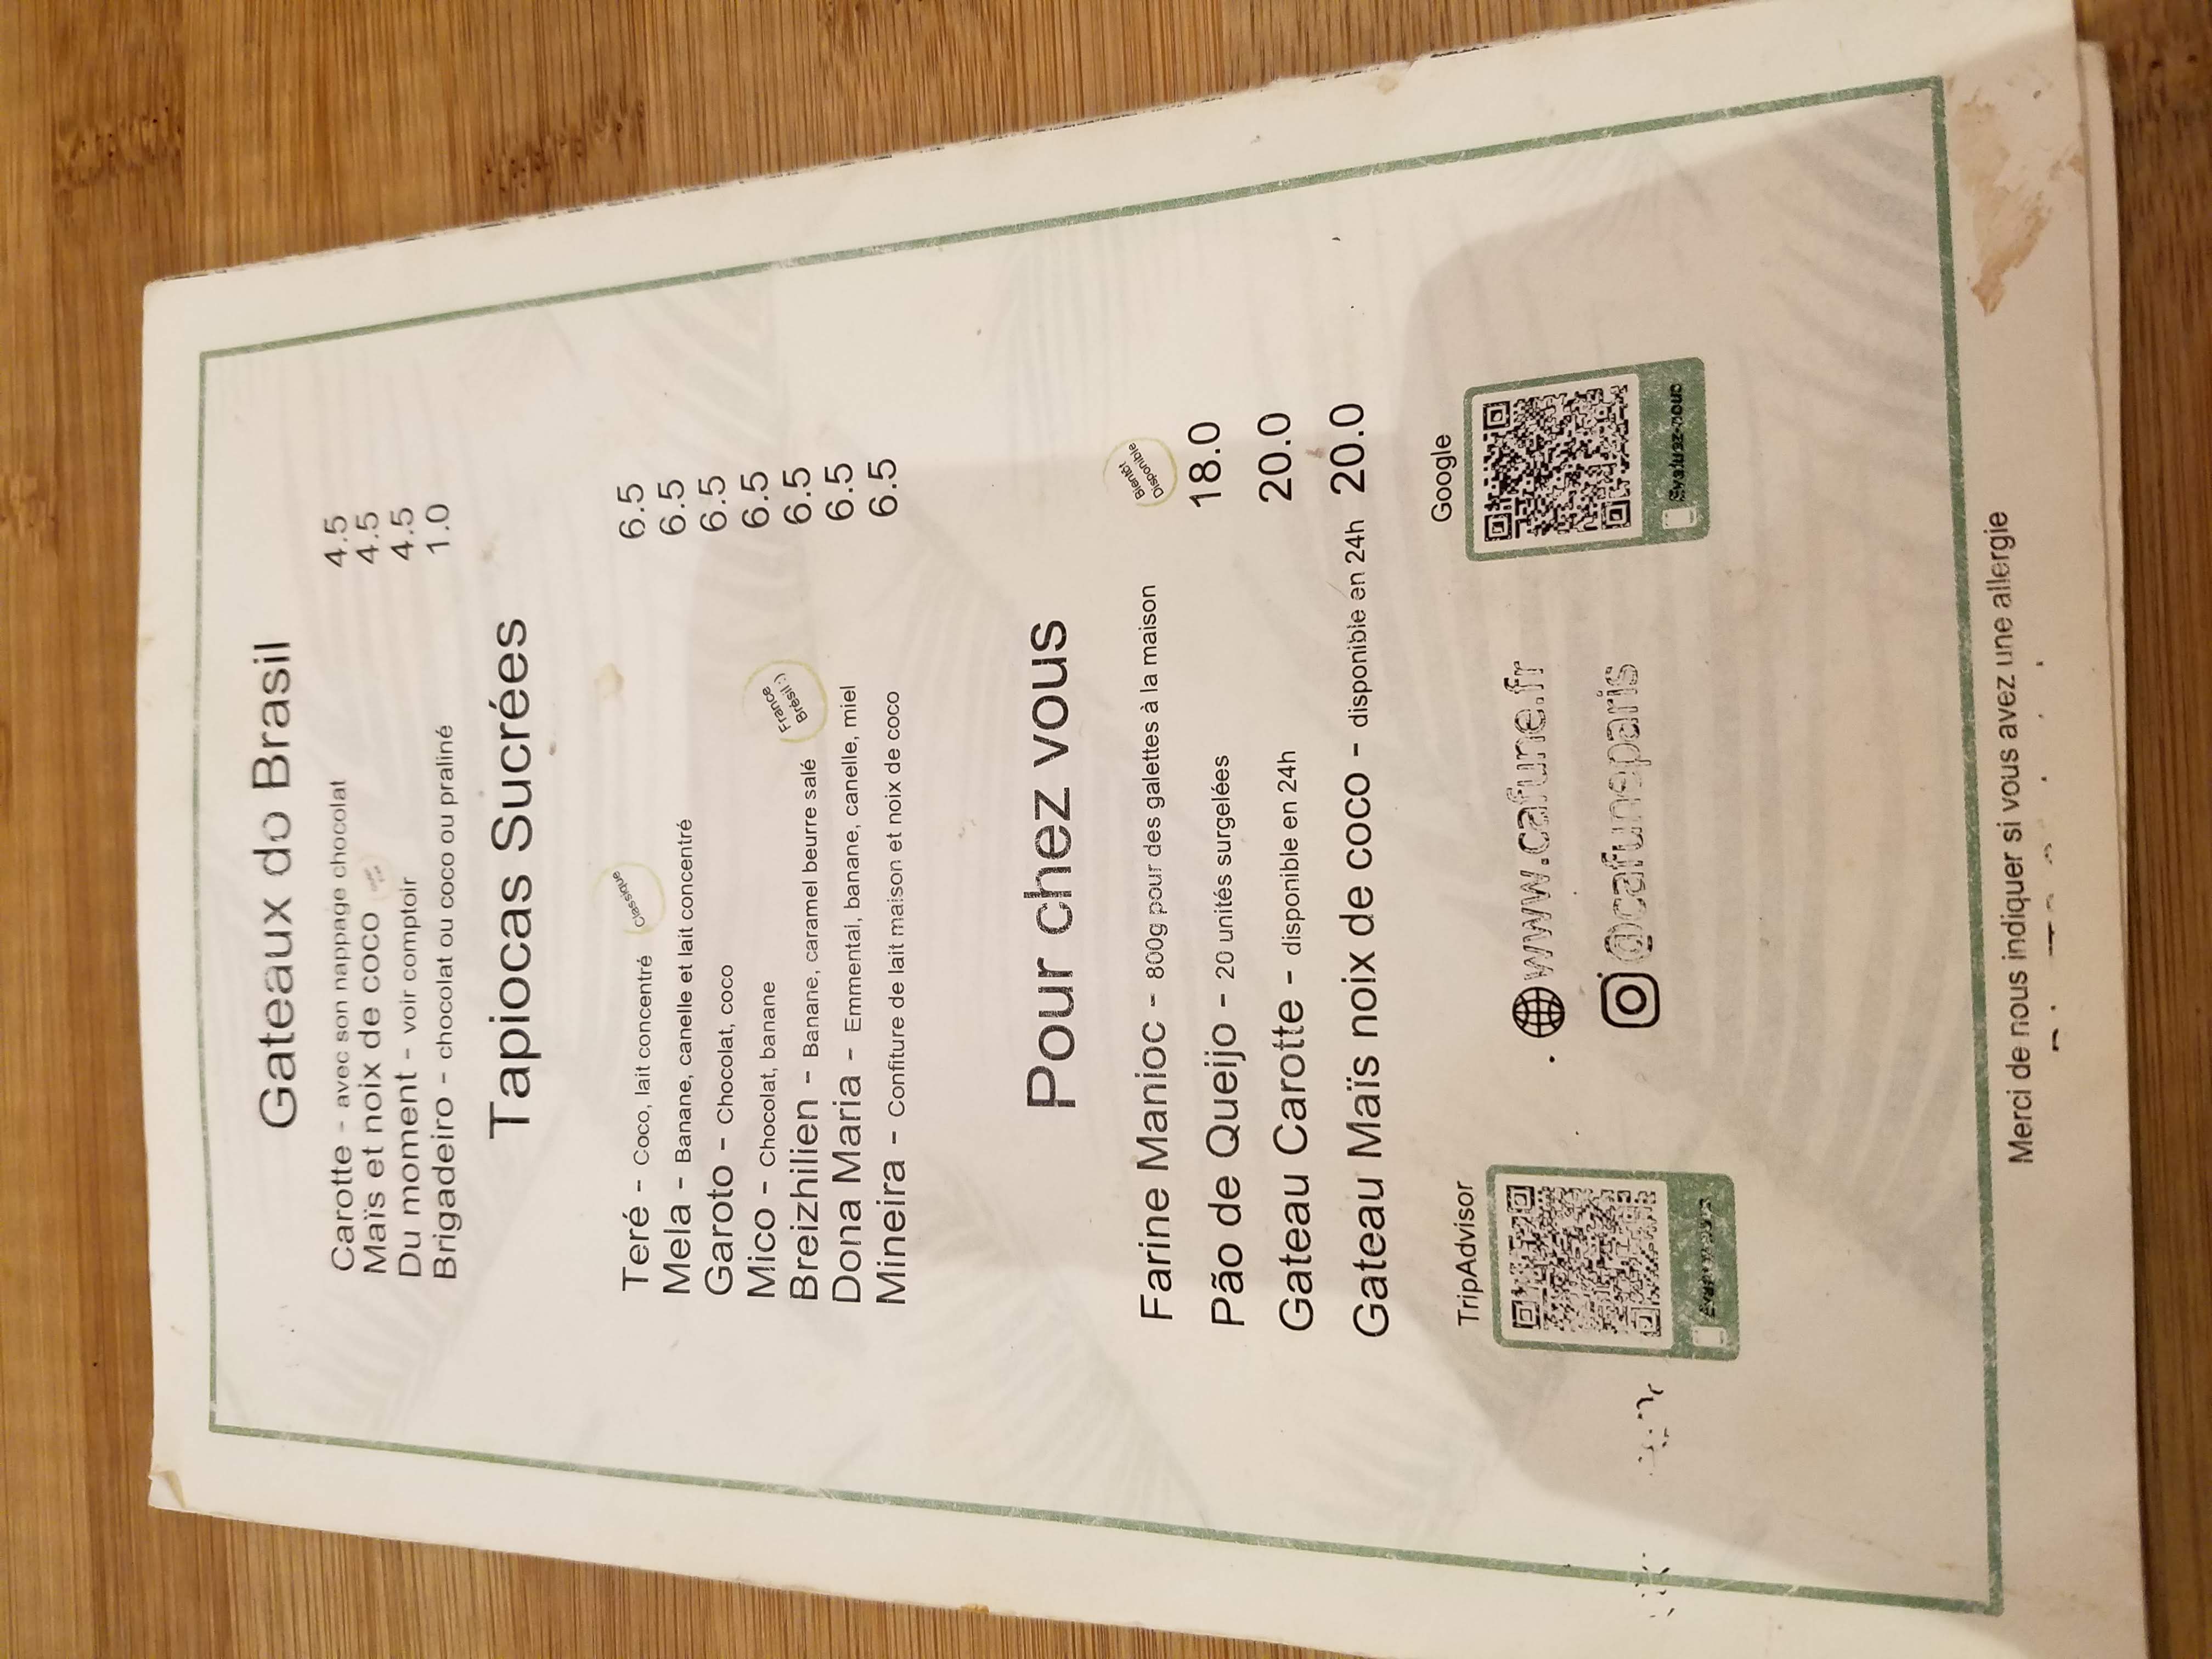 Gateaux do Brasil
Carotte - avec son nappage chocolat 4.5
Maïs et noix de coco 4.5
Du moment - voir comptoir 4.5
Brigadeiro - chocolat ou coco ou praliné 1.0
Tapiocas Sucrées
Teré - Coco, lait concentré Classique 6.5
Mela - Banane, canelle et lait concentré 6.5
Garoto - Chocolat, coco 6.5
Mico - Chocolat, banane 6.5
Breizhilien - Banane, caramel beurre salé France Brésil :) 6.5
Dona Maria - Emmental, banane, canelle, miel 6.5
Mineira - Confiture de lait maison et noix de coco 6.5
Pour chez vous
Farine Manioc - 800g pour des galettes à la maison Bientôt Disponible
Pão de Queijo - 20 unités surgelées 18.0
Gateau Carotte - disponible en 24h 20.0
Gateau Maïs noix de coco - disponible en 24h 20.0
TripAdvisor
www.cafune.fr
@cafuneparis
Google
Evaluez-nous
Merci de nous indiquer si vous avez une allergie